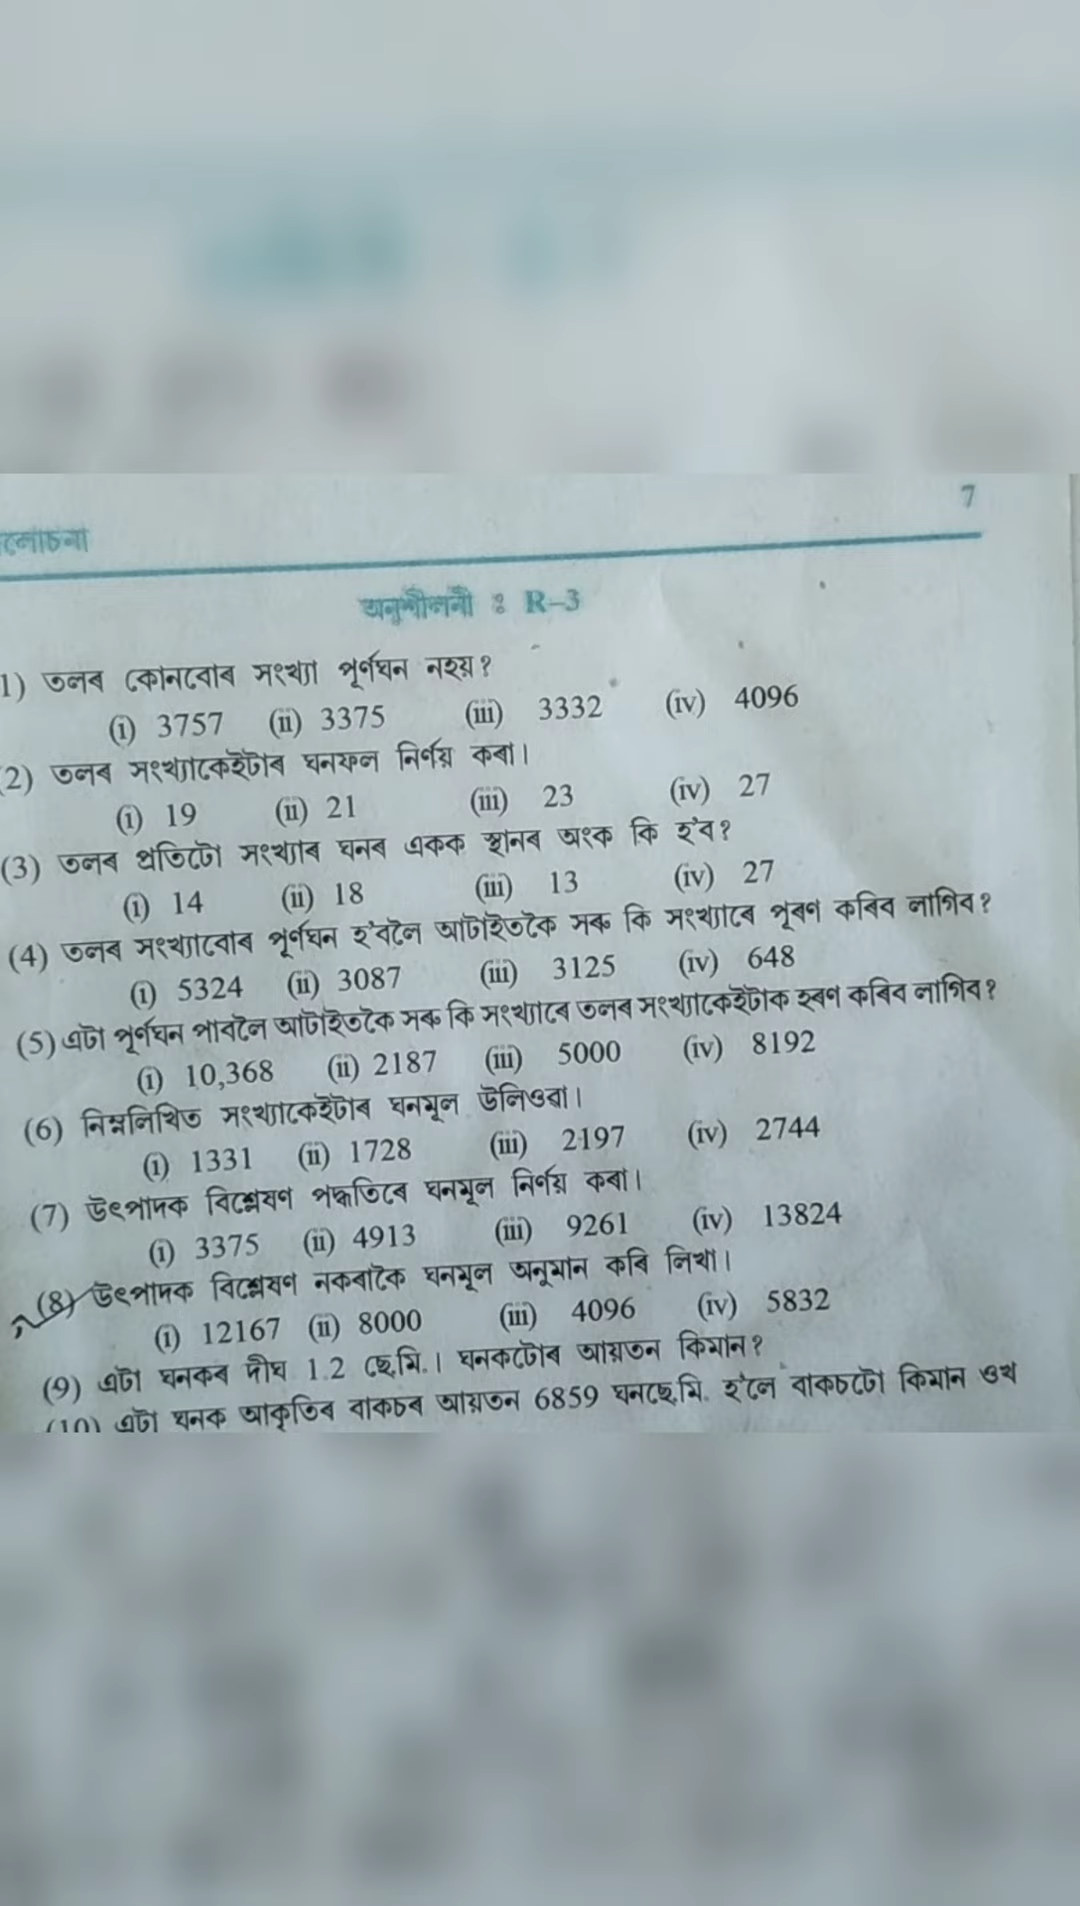 7
লোচনা
অনুশীলনী ঃ R–3
1) তলৰ কোনবোৰ সংখ্যা পূৰ্ণঘন নহয়?
(i) 3757 (ii) 3375 (iii) 3332 (iv) 4096
(2) তলৰ সংখ্যাকেইটাৰ ঘনফল নিৰ্ণয় কৰা।
(i) 19 (ii) 21 (iii) 23 (iv) 27
(3) তলৰ প্ৰতিটো সংখ্যাৰ ঘনৰ একক স্থানৰ অংক কি হ'ব?
(i) 14 (ii) 18 (iii) 13 (iv) 27
(4) তলৰ সংখ্যাবোৰ পূৰ্ণঘন হ'বলৈ আটাইতকৈ সৰু কি সংখ্যাৰে পূৰণ কৰিব লাগিব?
(i) 5324 (ii) 3087 (iii) 3125 (iv) 648
(5) এটা পূৰ্ণঘন পাবলৈ আটাইতকৈ সৰু কি সংখ্যাৰে তলৰ সংখ্যাকেইটাক হৰণ কৰিব লাগিব?
(i) 10,368 (ii) 2187 (iii) 5000 (iv) 8192
(6) নিম্নলিখিত সংখ্যাকেইটাৰ ঘনমূল উলিওৱা।
(i) 1331 (ii) 1728 (iii) 2197 (iv) 2744
(7) উৎপাদক বিশ্লেষণ পদ্ধতিৰে ঘনমূল নিৰ্ণয় কৰা।
(i) 3375 (ii) 4913 (iii) 9261 (iv) 13824
(8) উৎপাদক বিশ্লেষণ নকৰাকৈ ঘনমূল অনুমান কৰি লিখা।
(i) 12167 (ii) 8000 (iii) 4096 (iv) 5832
(9) এটা ঘনকৰ দীঘ 1.2 ছে.মি.। ঘনকটোৰ আয়তন কিমান?
(10) এটা ঘনক আকৃতিৰ বাকচৰ আয়তন 6859 ঘনছে.মি. হ'লে বাকচটো কিমান ওখ